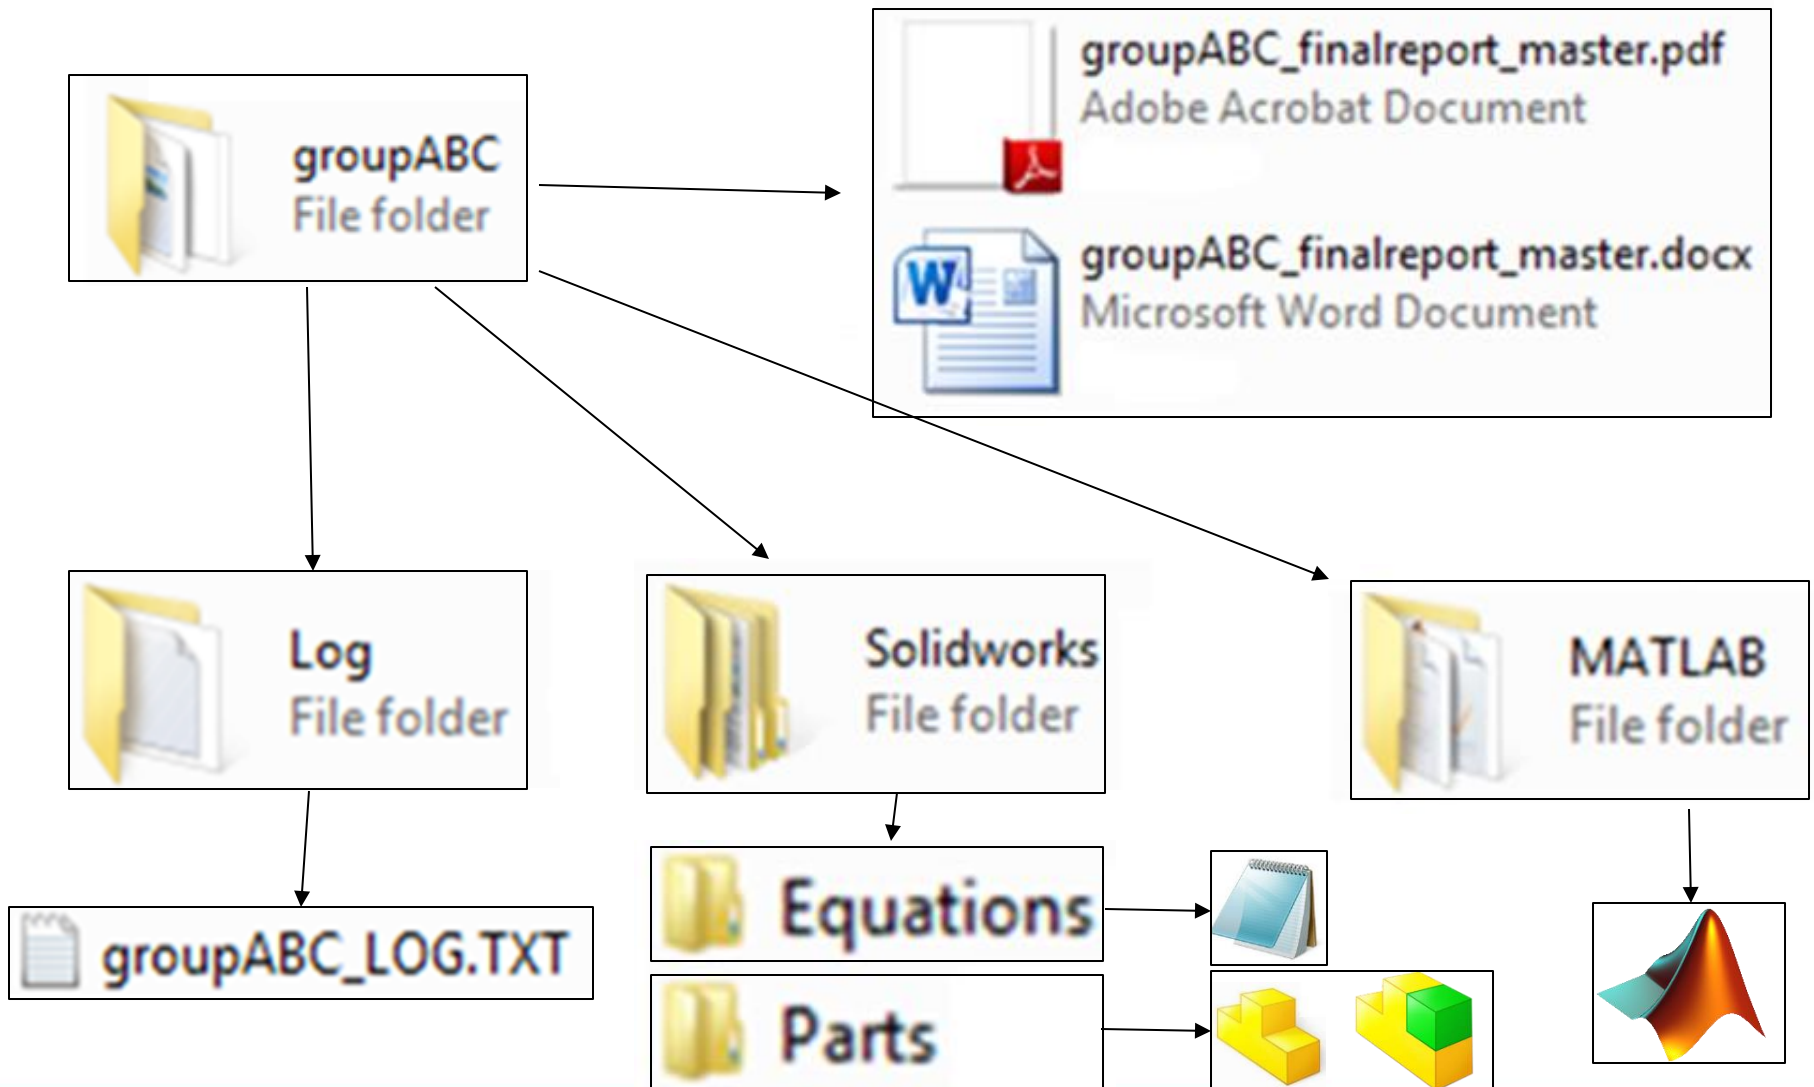 groupABC
File folder
groupABC_finalreport_master.pdf
Adobe Acrobat Document
groupABC_finalreport_master.docx
Microsoft Word Document
Log
File folder
Solidworks
File folder
MATLAB
File folder
groupABC_LOG.TXT
Equations
Parts